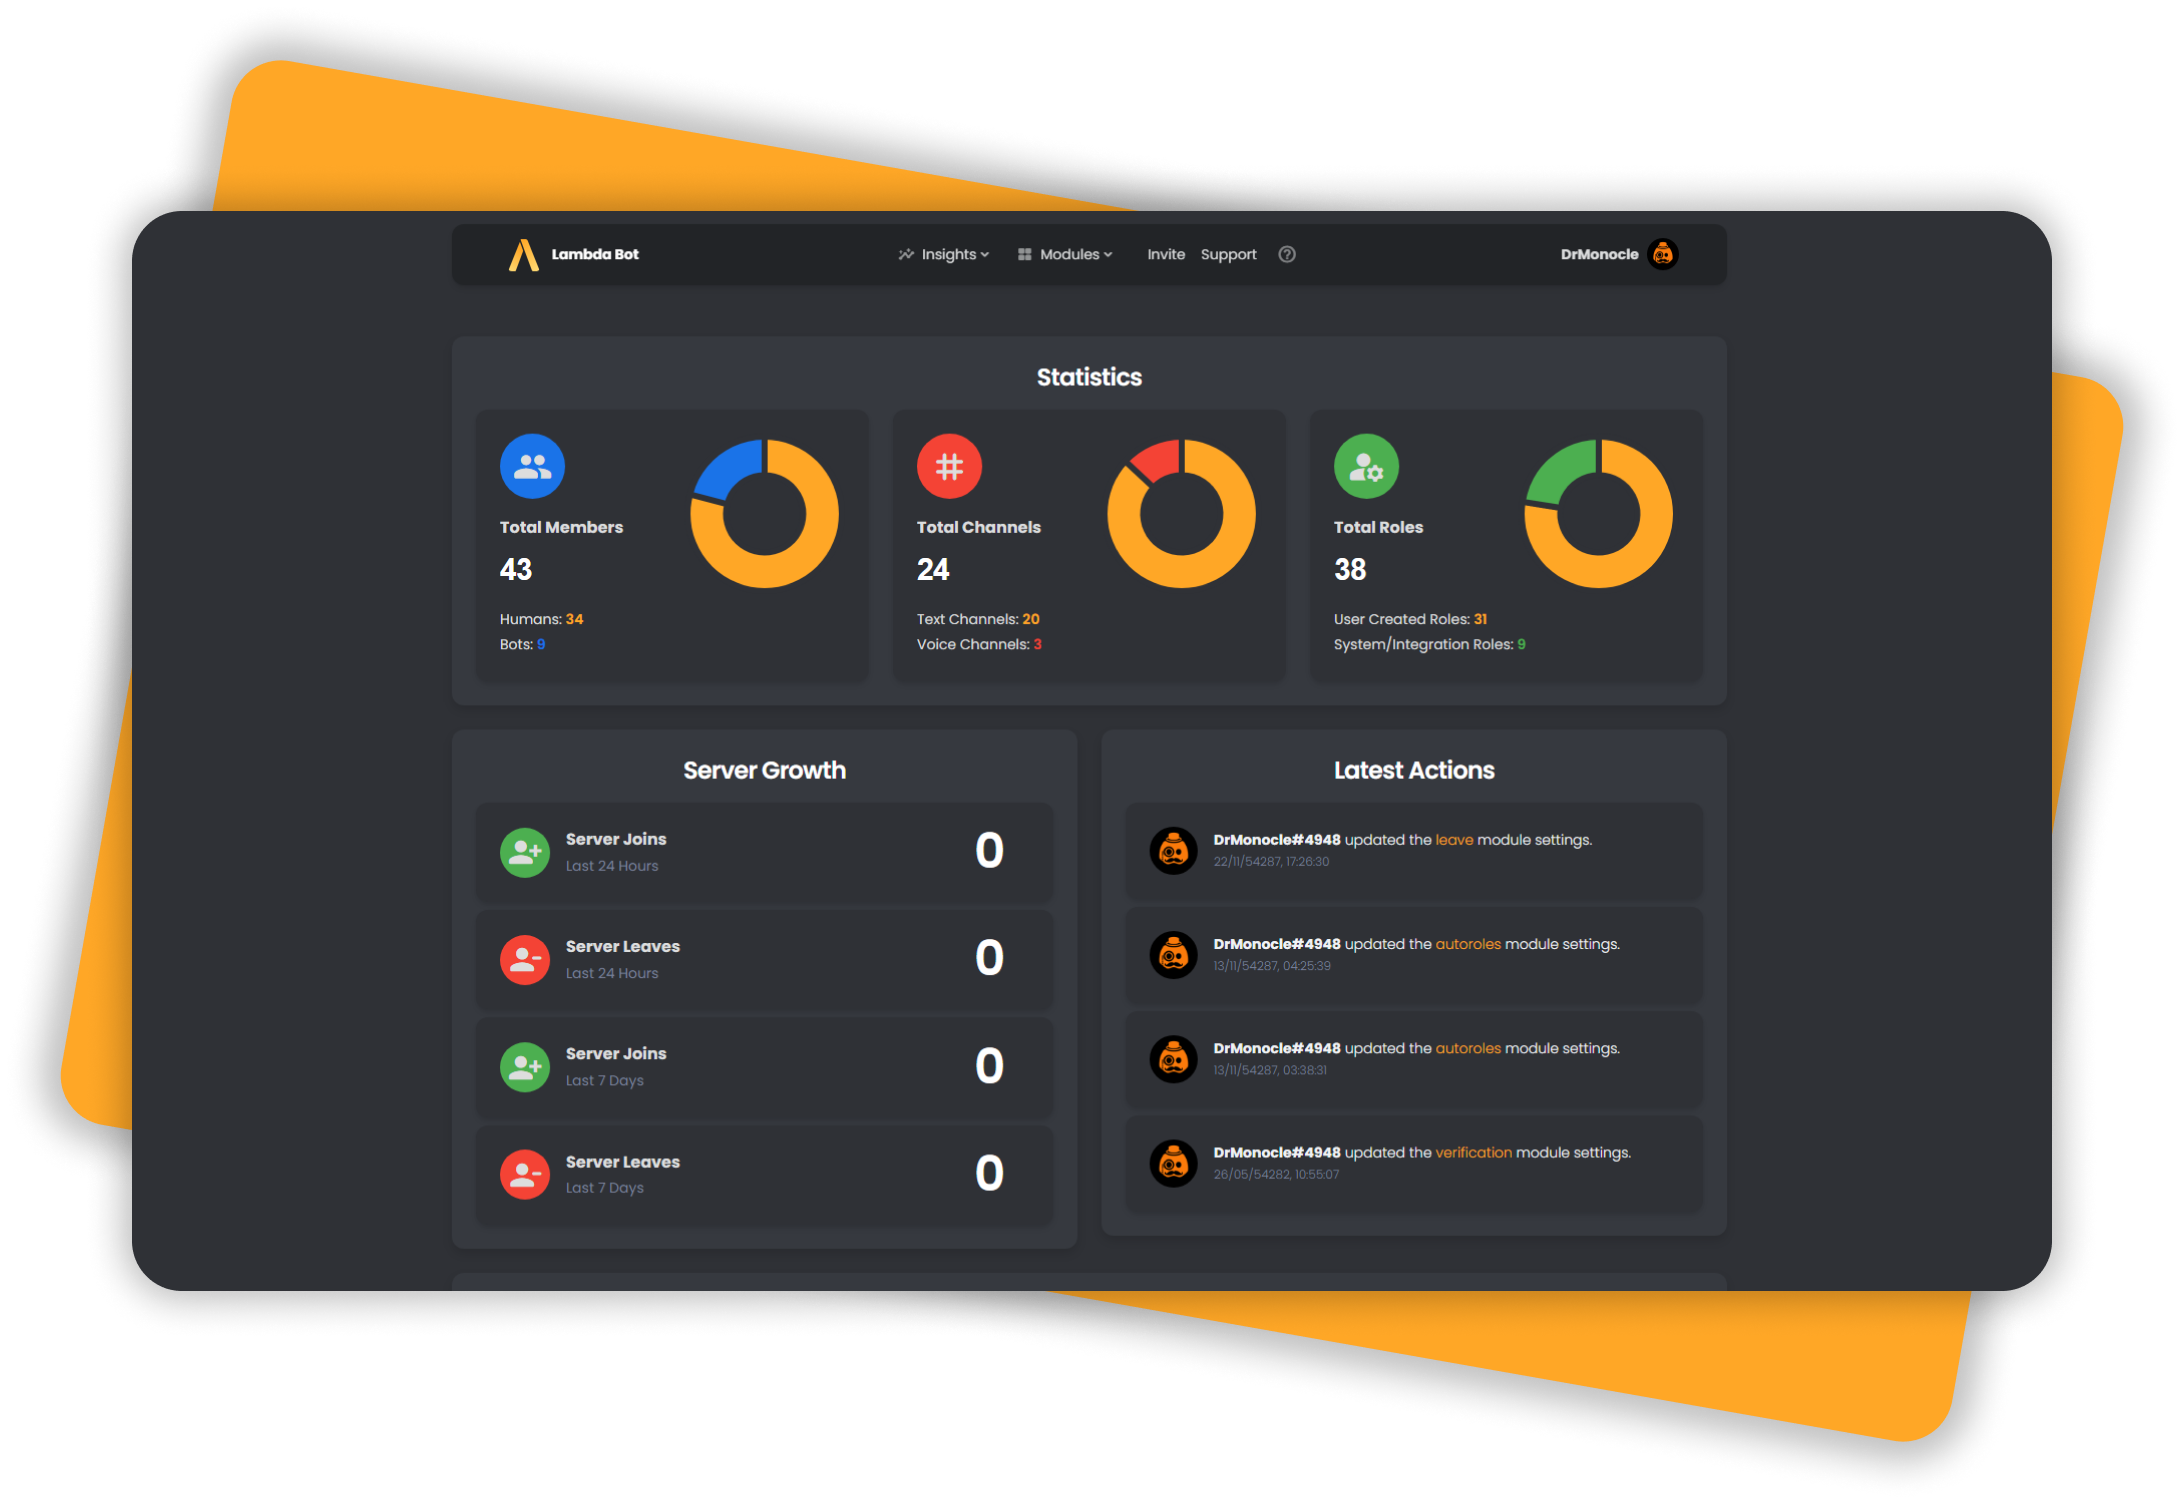 Lambda Bot
Insights
Modules
Invite
Support
DrMonocle
Statistics
Total Members
43
Humans: 34
Bots: 9
Total Channels
24
Text Channels: 20
Voice Channels: 3
Total Roles
38
User Created Roles: 31
System/Integration Roles: 9
Server Growth
Server Joins
Last 24 Hours
0
Server Leaves
Last 24 Hours
0
Server Joins
Last 7 Days
0
Server Leaves
Last 7 Days
0
Latest Actions
DrMonocle#4948 updated the leave module settings.
22/11/54287, 17:26:30
DrMonocle#4948 updated the autoroles module settings.
13/11/54287, 04:25:39
DrMonocle#4948 updated the autoroles module settings.
13/11/54287, 03:38:31
DrMonocle#4948 updated the verification module settings.
26/05/54282, 10:55:07